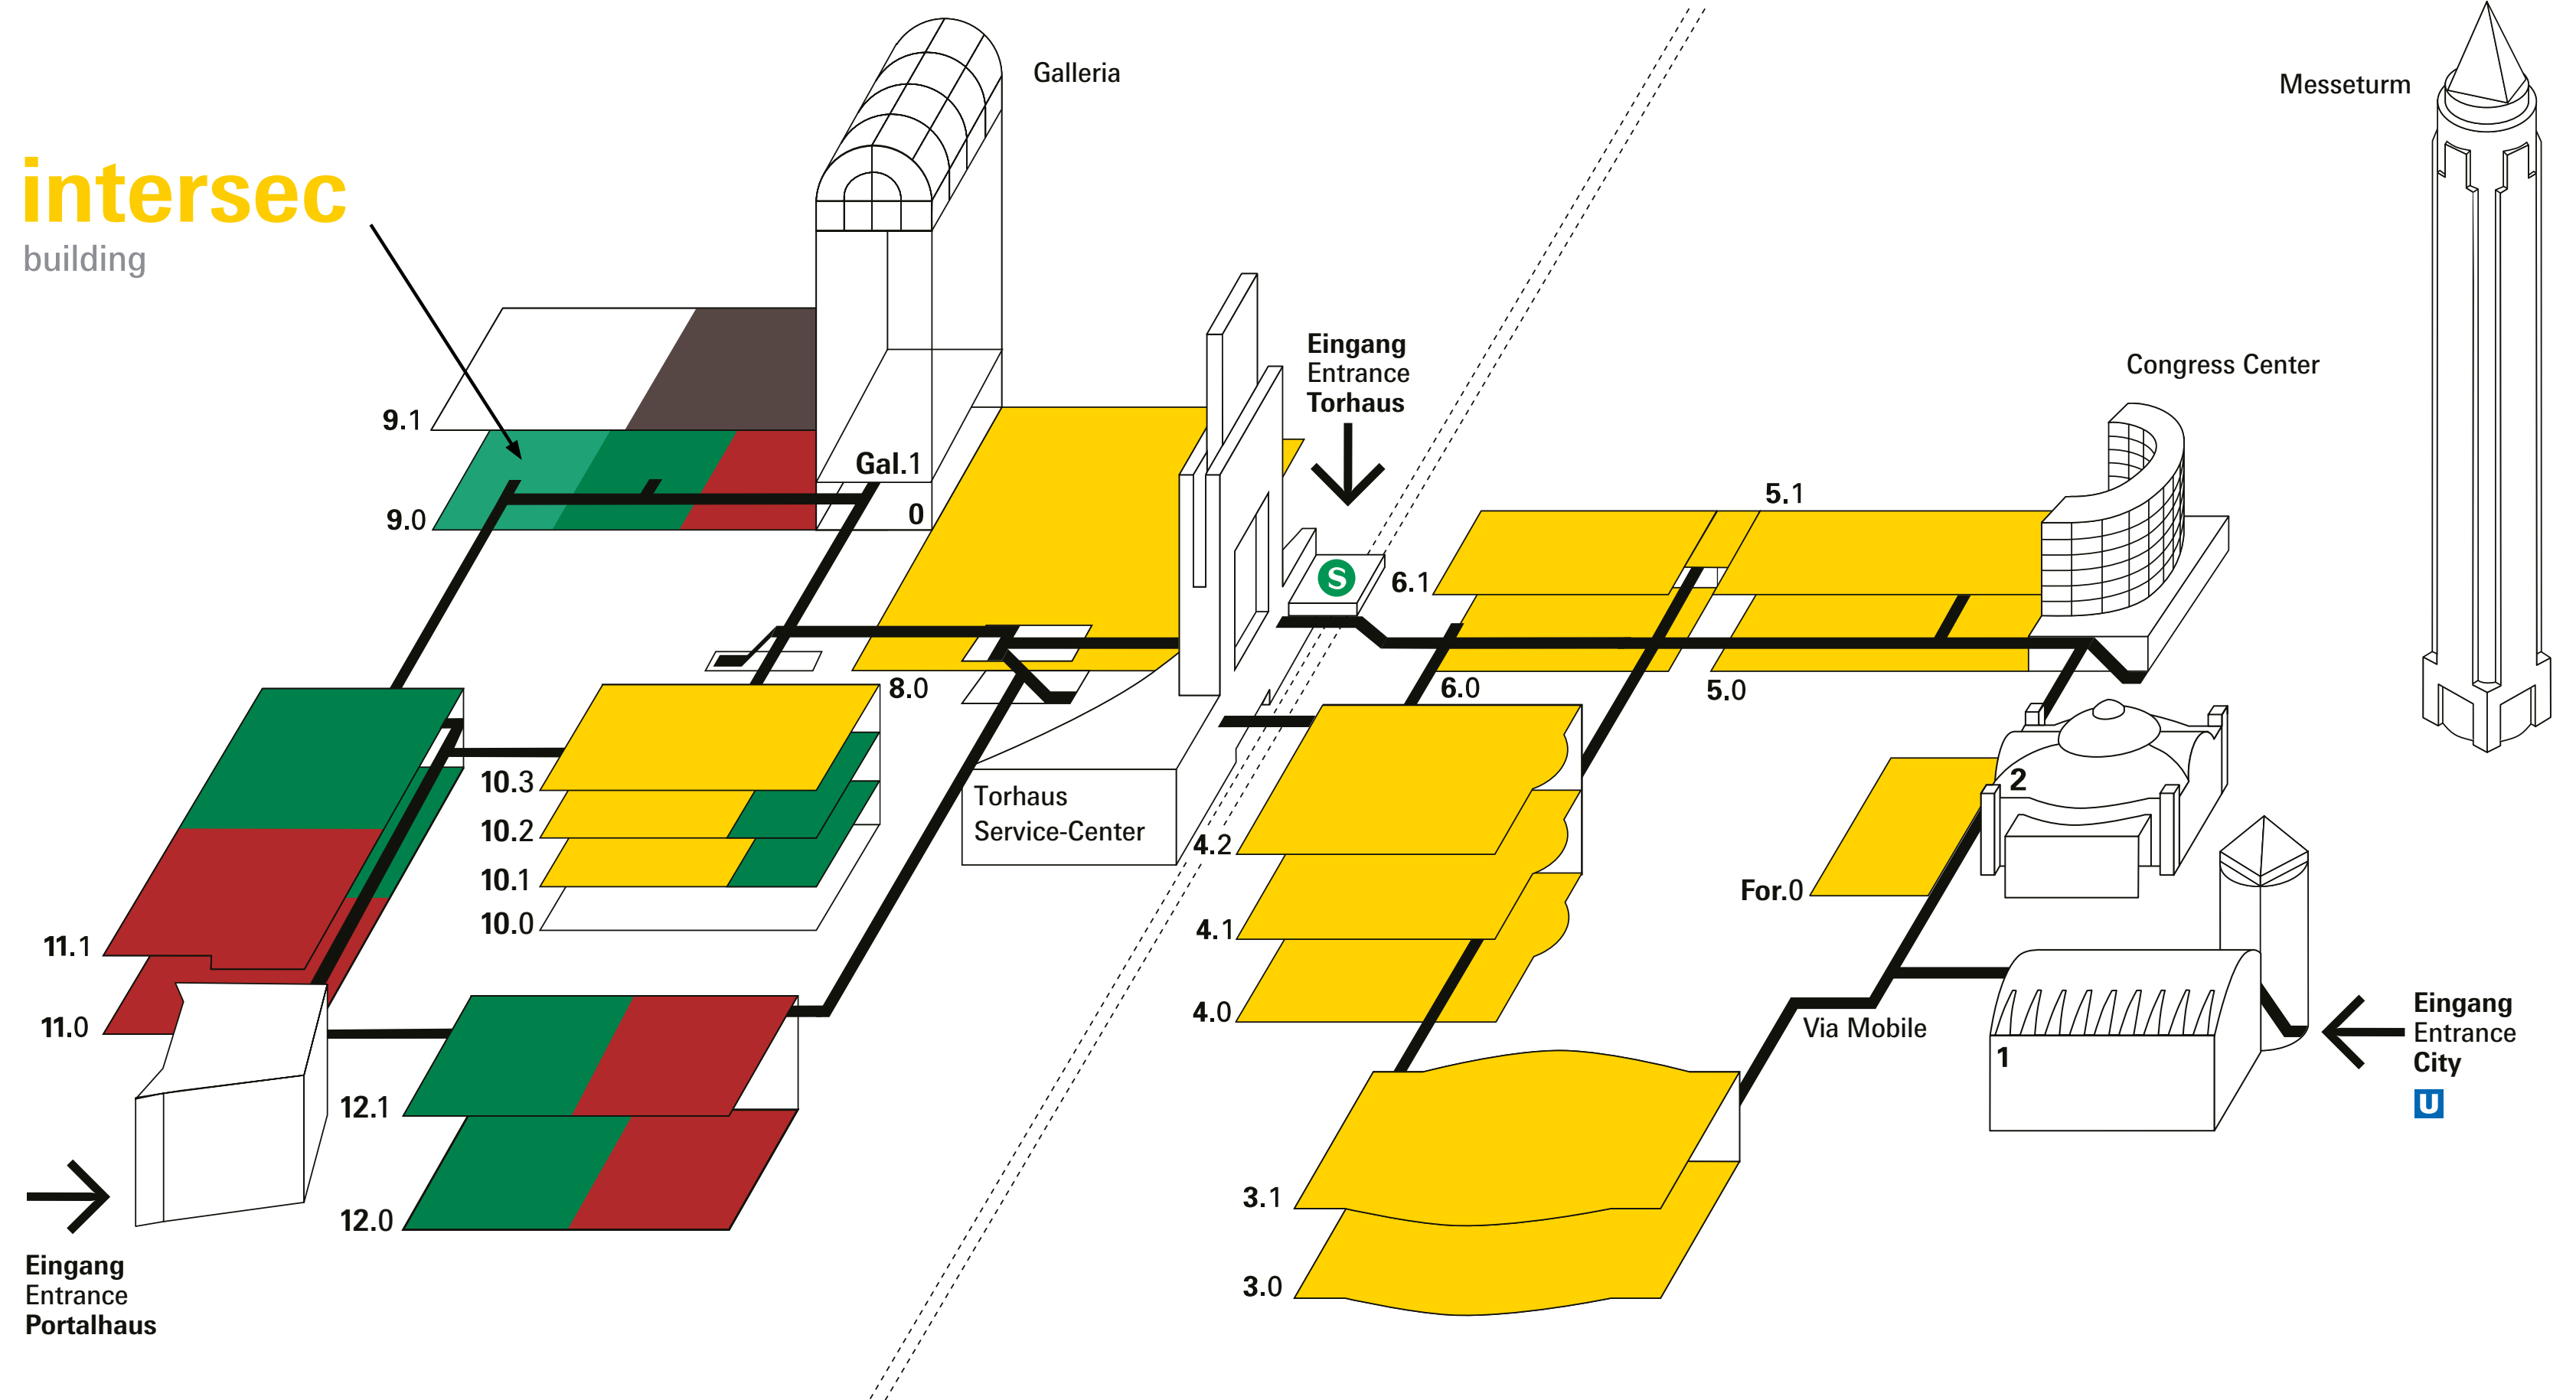 Galleria
Messeturm
intersec
building
Eingang
Entrance
Torhaus
Congress Center
9.1
Gal.1
0
9.0
5.1
S
6.1
8.0
6.0
5.0
10.3
2
Torhaus
Service-Center
10.2
4.2
10.1
For.0
10.0
4.1
11.1
11.0
4.0
Via Mobile
1
Eingang
Entrance
City
U
12.1
3.1
12.0
3.0
Eingang
Entrance
Portalhaus